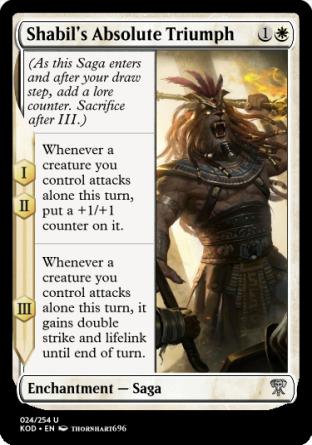 Shabil's Absolute Triumph 1
(As this Saga enters
and after your draw
step, add a lore
counter. Sacrifice
after III.)
I
II
Whenever a
creature you
control attacks
alone this turn,
put a +1/+1
counter on it.
III
Whenever a
creature you
control attacks
alone this turn, it
gains double
strike and lifelink
until end of turn.
Enchantment — Saga
024/254 U
KOD • EN THORNHART696